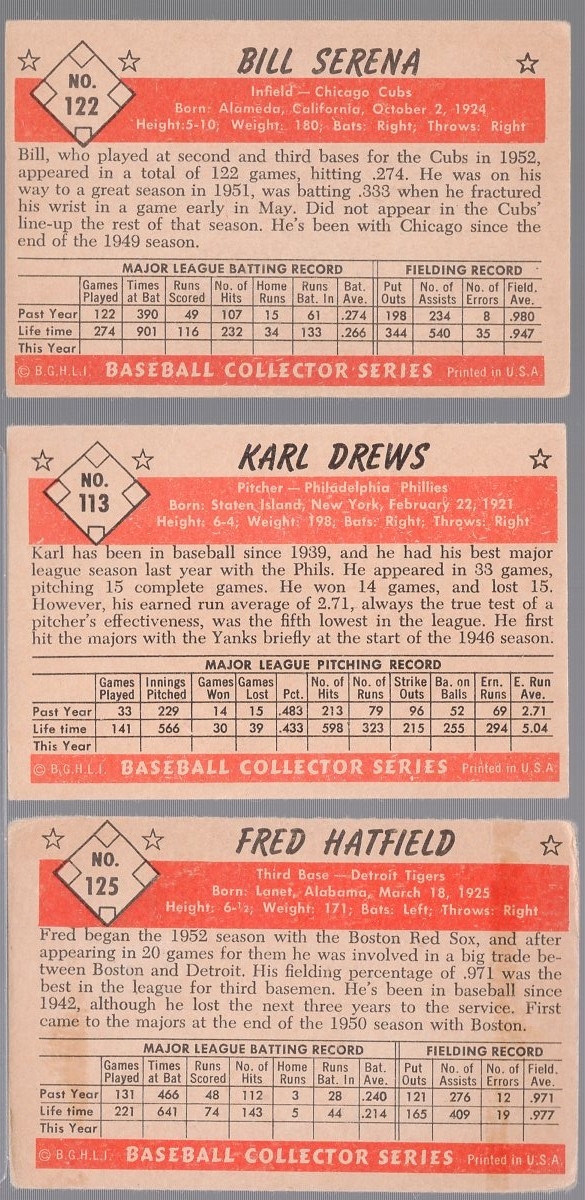 NO.
122
BILL SERENA
Infield — Chicago Cubs
Born: Alameda, California, October 2, 1924
Height: 5-10; Weight: 180; Bats: Right; Throws: Right
Bill, who played at second and third bases for the Cubs in 1952,
appeared in a total of 122 games, hitting .274. He was on his
way to a great season in 1951, was batting .333 when he fractured
his wrist in a game early in May. Did not appear in the Cubs'
line-up the rest of that season. He's been with Chicago since the
end of the 1949 season.
MAJOR LEAGUE BATTING RECORD FIELDING RECORD
Games Times Runs No. of Home Runs Bat. Put No. of No. of Field.
Played at Bat Scored Hits Runs Bat. In Ave. Outs Assists Errors Ave.
Past Year 122 390 49 107 15 61 .274 198 234 8 .980
Life time 274 901 116 232 34 133 .266 344 540 35 .947
This Year
© B.G.H.L.I. BASEBALL COLLECTOR SERIES Printed in U.S.A.
NO.
113
KARL DREWS
Pitcher — Philadelphia Phillies
Born: Staten Island, New York, February 22, 1921
Height: 6-4; Weight: 198; Bats: Right; Throws: Right
Karl has been in baseball since 1939, and he had his best major
league season last year with the Phils. He appeared in 33 games,
pitching 15 complete games. He won 14 games, and lost 15.
However, his earned run average of 2.71, always the true test of a
pitcher's effectiveness, was the fifth lowest in the league. He first
hit the majors with the Yanks briefly at the start of the 1946 season.
MAJOR LEAGUE PITCHING RECORD
Games Innings Games Games No. of No. of Strike Ba. on Ern. E. Run
Played Pitched Won Lost Pct. Hits Runs Outs Balls Runs Ave.
Past Year 33 229 14 15 .483 213 79 96 52 69 2.71
Life time 141 566 30 39 .433 598 323 215 255 294 5.04
This Year
© B.G.H.L.I. BASEBALL COLLECTOR SERIES Printed in U.S.A.
NO.
125
FRED HATFIELD
Third Base — Detroit Tigers
Born: Lanet, Alabama, March 18, 1925
Height; 6-½; Weight: 171; Bats: Left; Throws: Right
Fred began the 1952 season with the Boston Red Sox, and after
appearing in 20 games for them he was involved in a big trade be-
tween Boston and Detroit. His fielding percentage of .971 was the
best in the league for third basemen. He's been in baseball since
1942, although he lost the next three years to the service. First
came to the majors at the end of the 1950 season with Boston.
MAJOR LEAGUE BATTING RECORD FIELDING RECORD
Games Times Runs No. of Home Runs Bat. Put No. of No. of Field.
Played at Bat Scored Hits Runs Bat. In Ave. Outs Assists Errors Ave.
Past Year 131 466 48 112 3 28 .240 121 276 12 .971
Life time 221 641 74 143 5 44 .214 165 409 19 .977
This Year
© B.G.H.L.I. BASEBALL COLLECTOR SERIES Printed in U.S.A.